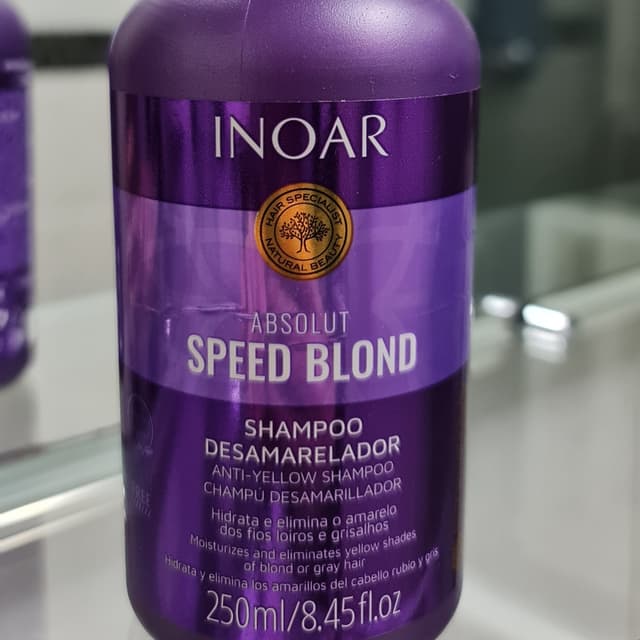 INOAR
HAIR SPECIALIST
NATURAL BEAUTY
ABSOLUT
SPEED BLOND
SHAMPOO
DESAMARELADOR
ANTI-YELLOW SHAMPOO
CHAMPÚ DESAMARILLADOR
Hidrata e elimina o amarelo
dos fios loiros e grisalhos
Moisturizes and eliminates yellow shades
of blond or gray hair
Hidrata y elimina los amarillos del cabello rubio y gris
250ml/8.45fl.oz